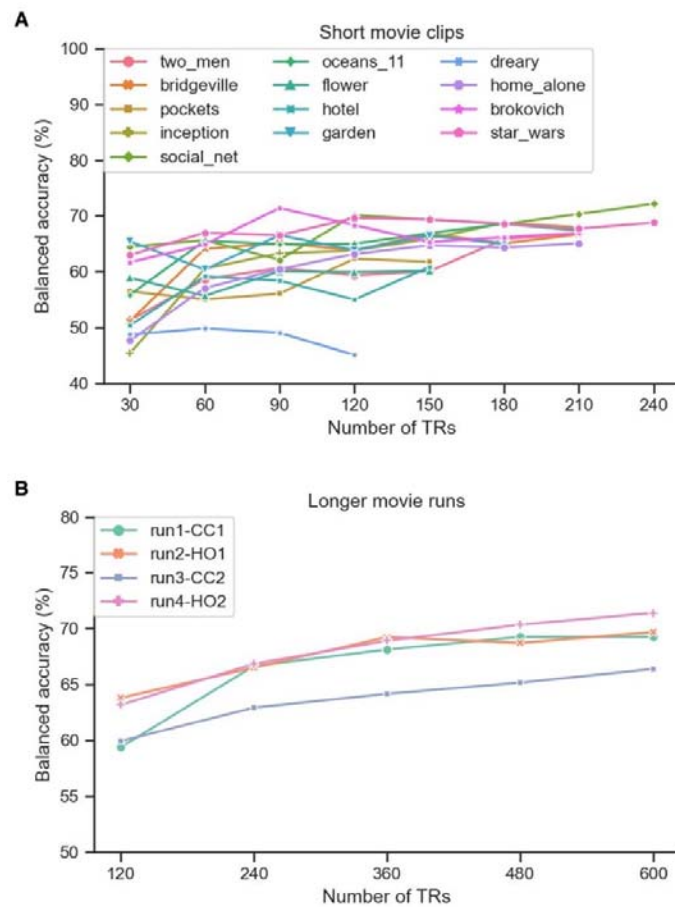 A
Short movie clips
100
90
80
70
60
50
40
Balanced accuracy (%)
two_men oceans_11 dreary
bridgeville flower home_alone
pockets hotel brokovich
inception garden star_wars
social_net
30 60 90 120 150 180 210 240
Number of TRs
B
Longer movie runs
80
75
70
65
60
55
50
Balanced accuracy (%)
run1-CC1
run2-HO1
run3-CC2
run4-HO2
120 240 360 480 600
Number of TRs